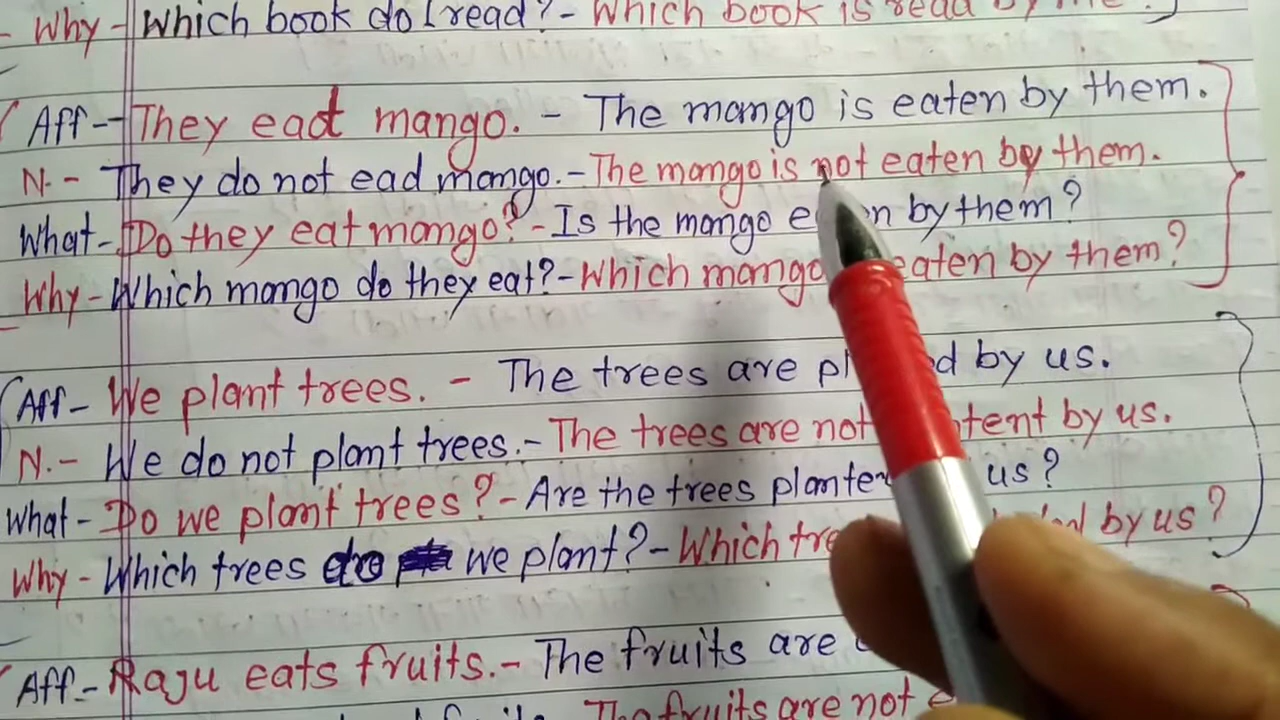 - Why - Which book do I read? - Which book is read by me?
Aff - They eadt mango. - The mango is eaten by them.
N. - They do not ead mango. - The mango is not eaten by them.
What - Do they eat mango? - Is the mango by them?
Why - Which mango do they eat? - Which mango eaten by them?
Aff - We plant trees. - The trees are by us.
N. - We do not plant trees. - The trees are not by us.
What - Do we plant trees? - Are the trees us?
Why - Which trees do we plant? - Which by us?
Aff - Raju eats fruits. - The fruits are
The fruits are not